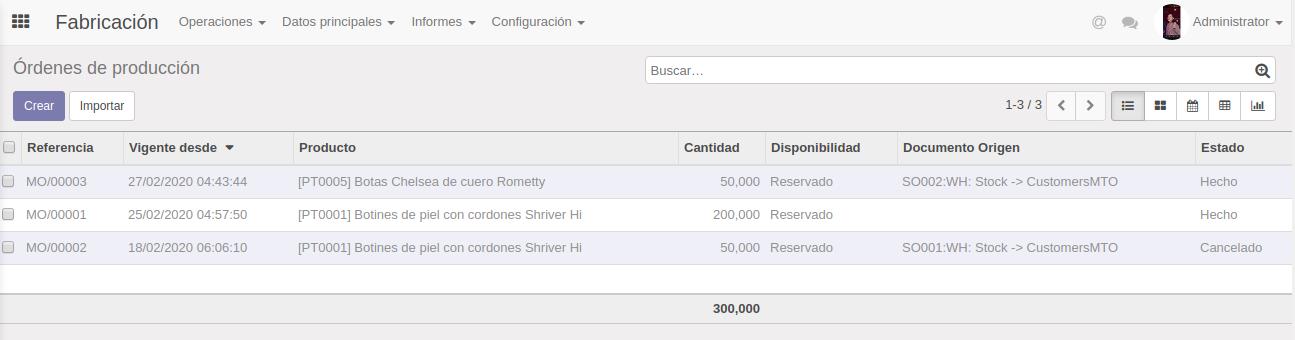 Fabricación Operaciones Datos principales Informes Configuración @ Administrator
Órdenes de producción Buscar...
Crear Importar 1-3 / 3
Referencia Vigente desde Producto Cantidad Disponibilidad Documento Origen Estado
MO/00003 27/02/2020 04:43:44 [PT0005] Botas Chelsea de cuero Rometty 50,000 Reservado SO002:WH: Stock -> CustomersMTO Hecho
MO/00001 25/02/2020 04:57:50 [PT0001] Botines de piel con cordones Shriver Hi 200,000 Reservado Hecho
MO/00002 18/02/2020 06:06:10 [PT0001] Botines de piel con cordones Shriver Hi 50,000 Reservado SO001:WH: Stock -> CustomersMTO Cancelado
300,000